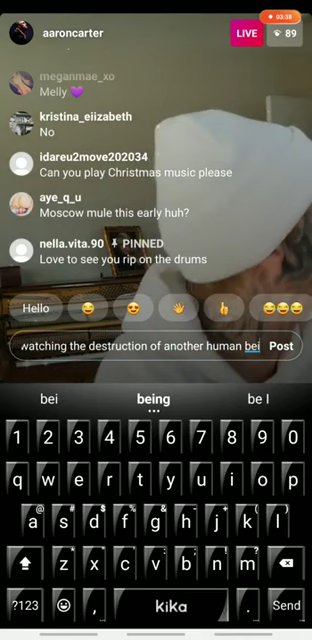 03:38
aaroncarter
LIVE
89
meganmae_xo
Melly 💜
kristina_eiizabeth
No
idareu2move202034
Can you play Christmas music please
aye_q_u
Moscow mule this early huh?
nella.vita.90 PINNED
Love to see you rip on the drums
Hello 😂 😍 👋 👍 😂😂😂
watching the destruction of another human bei Post
bei being be I
1 2 3 4 5 6 7 8 9 0
q w e r t y u i o p
@ # $ % & - + ( )
a s d f g h j k l
* " ' : ; ! ?
z x c v b n m
?123 , kika . Send